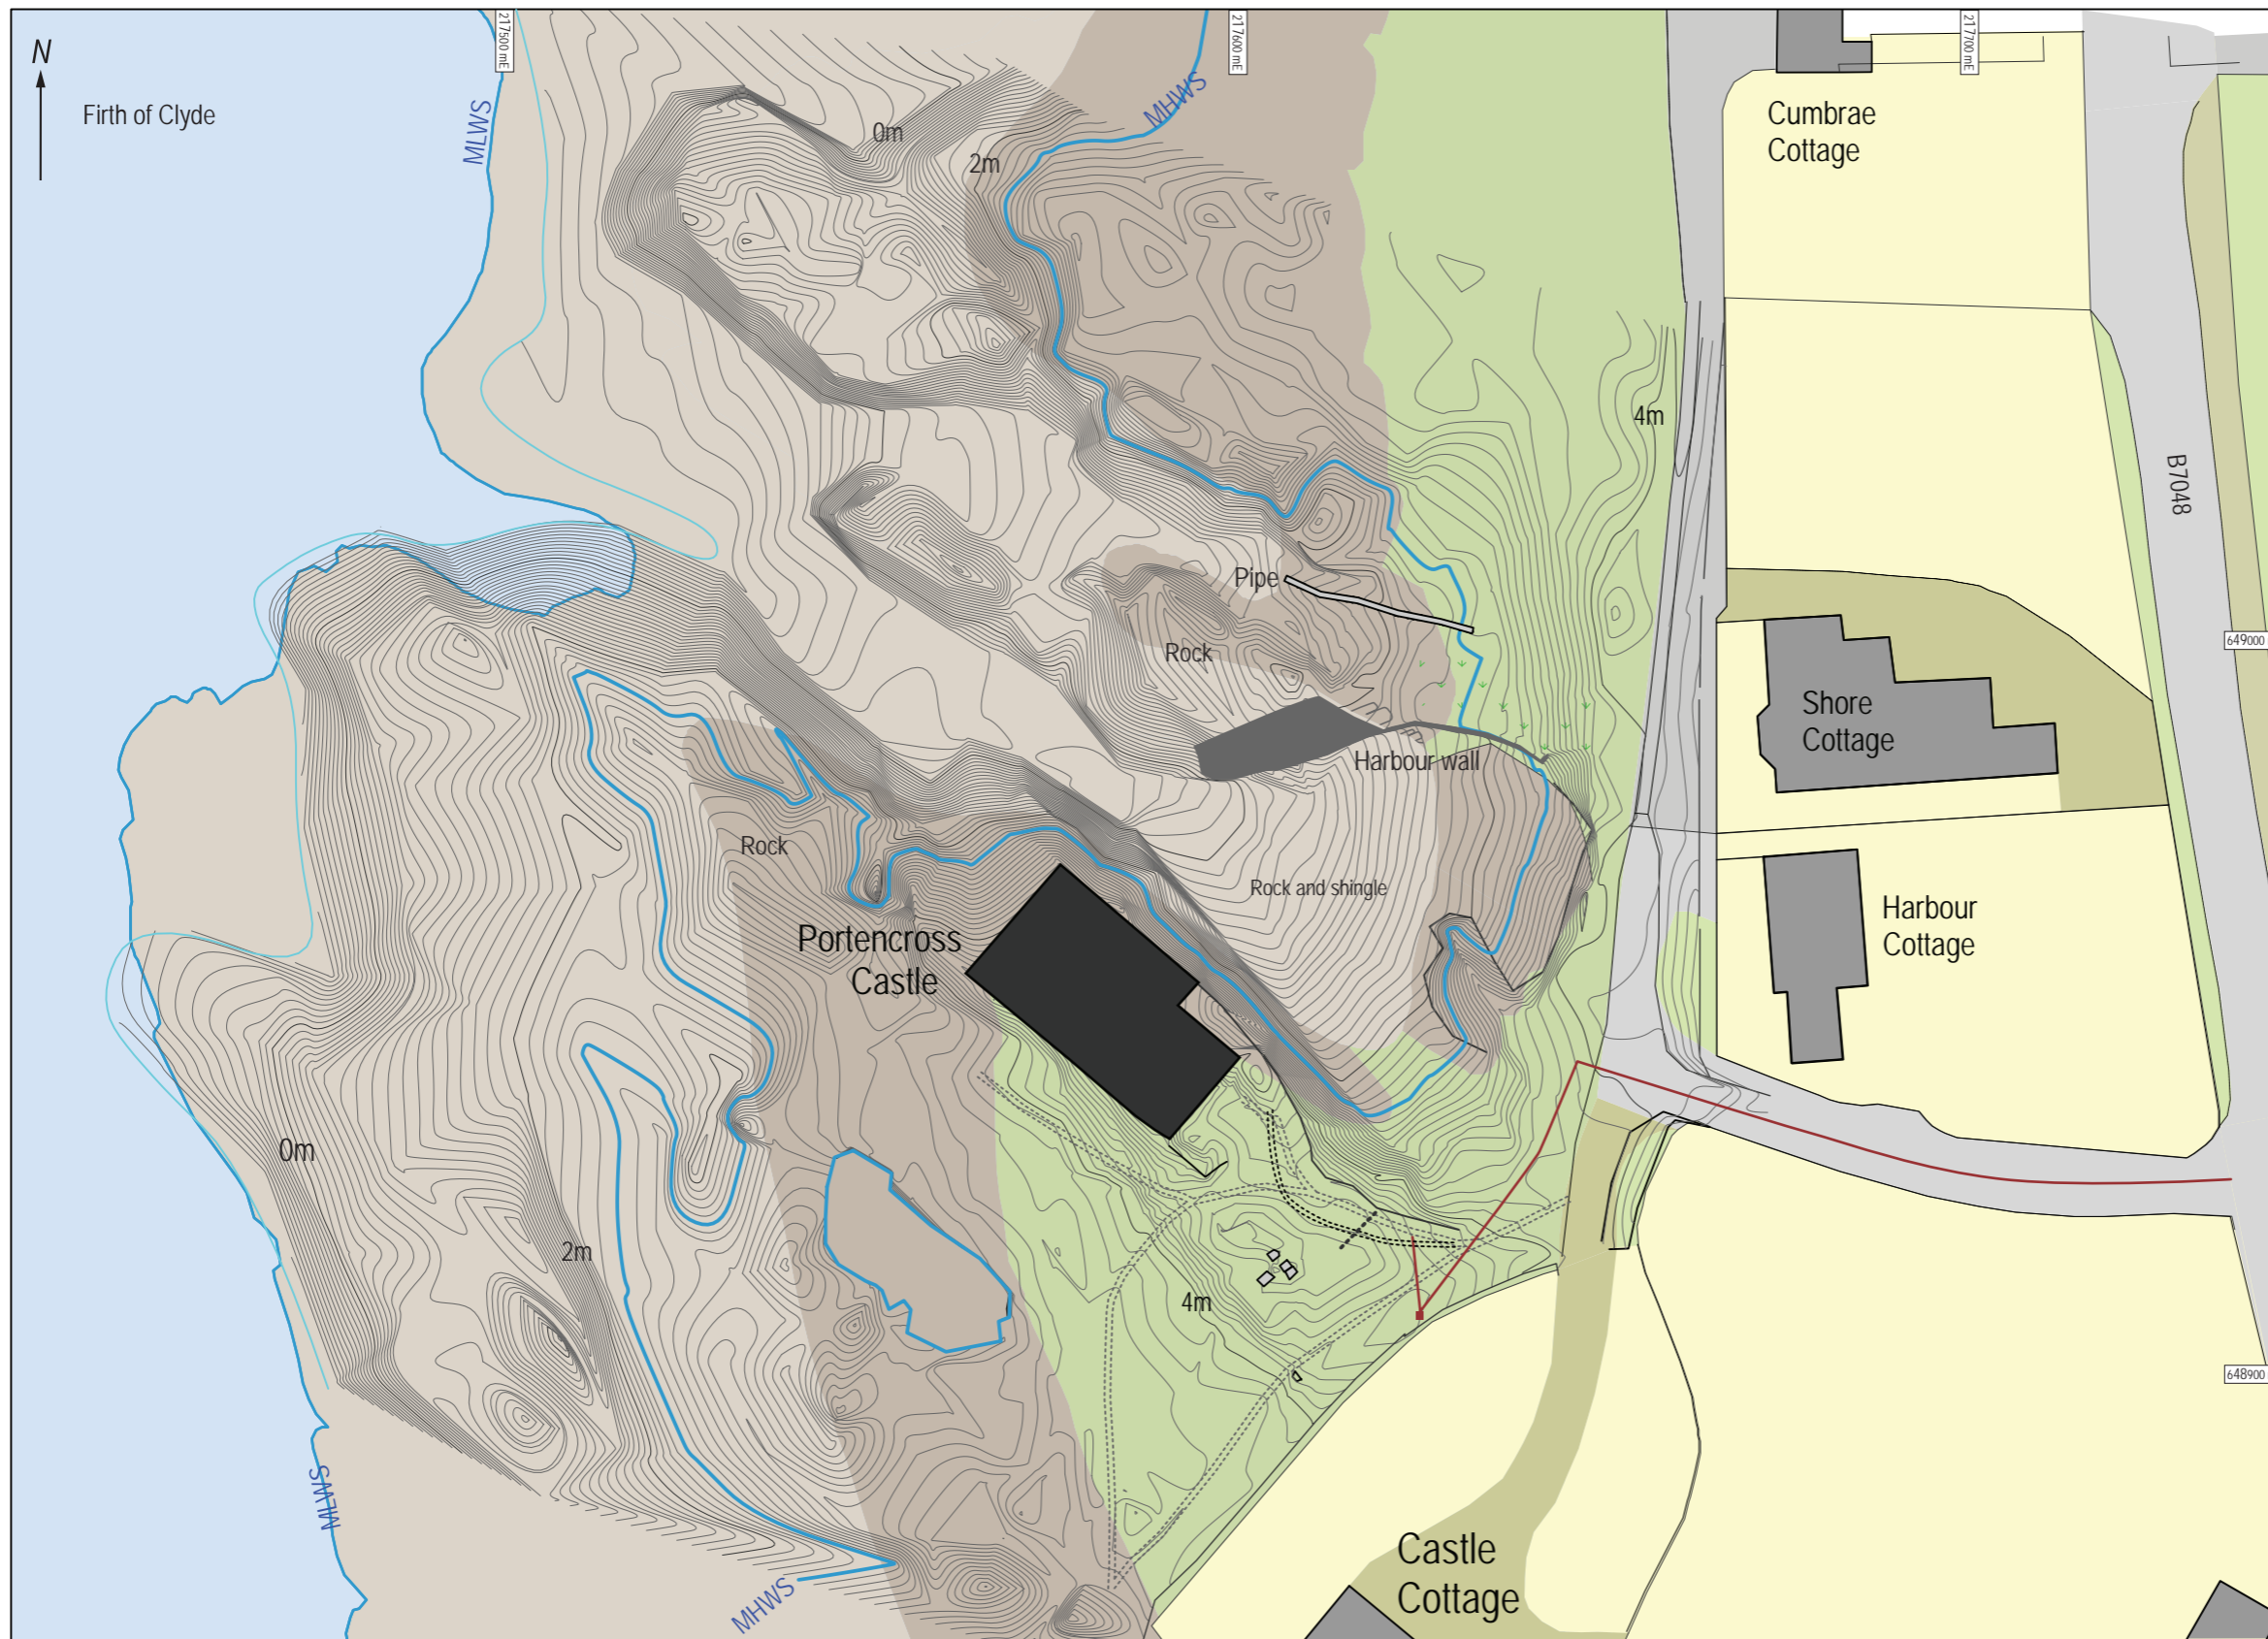 N
Firth of Clyde
217500 mE
217600 mE
217700 mE
MLWS
MHWS
0m
2m
Cumbrae
Cottage
4m
B7048
Pipe
Rock
649000
Shore
Cottage
Harbour wall
Rock
Rock and shingle
Harbour
Cottage
Portencross
Castle
0m
2m
4m
648900
MLWS
MHWS
Castle
Cottage